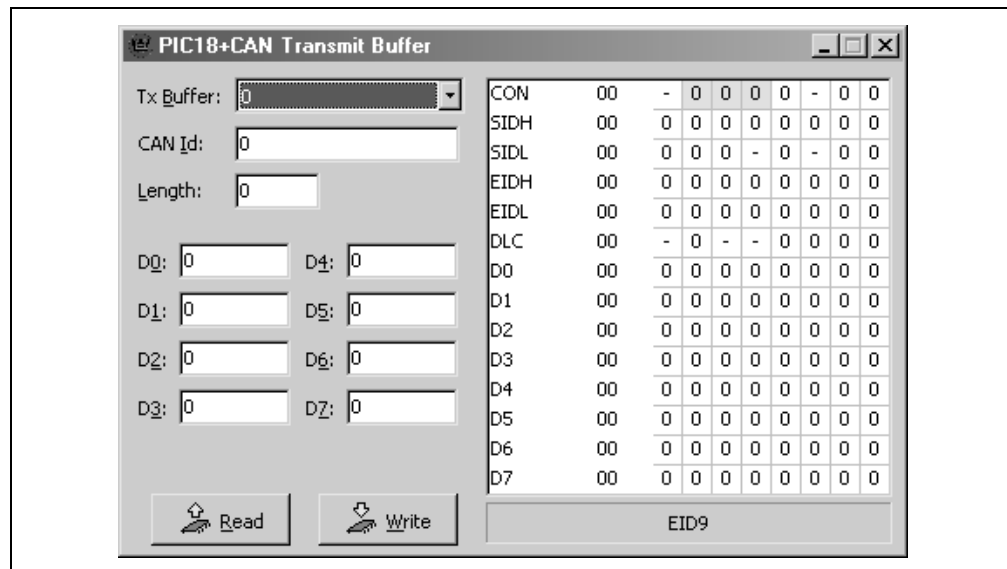 PIC18+CAN Transmit Buffer
Tx Buffer: 0
CAN Id: 0
Length: 0
D0: 0 D4: 0
D1: 0 D5: 0
D2: 0 D6: 0
D3: 0 D7: 0
Read Write
CON 00 - 0 0 0 0 - 0 0
SIDH 00 0 0 0 0 0 0 0 0
SIDL 00 0 0 0 - 0 - 0 0
EIDH 00 0 0 0 0 0 0 0 0
EIDL 00 0 0 0 0 0 0 0 0
DLC 00 - 0 - - 0 0 0 0
D0 00 0 0 0 0 0 0 0 0
D1 00 0 0 0 0 0 0 0 0
D2 00 0 0 0 0 0 0 0 0
D3 00 0 0 0 0 0 0 0 0
D4 00 0 0 0 0 0 0 0 0
D5 00 0 0 0 0 0 0 0 0
D6 00 0 0 0 0 0 0 0 0
D7 00 0 0 0 0 0 0 0 0
EID9